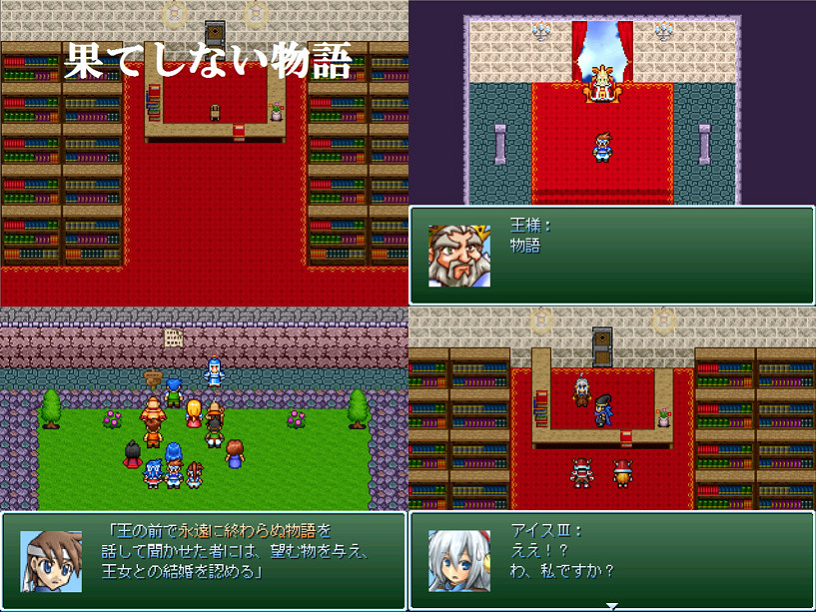 果てしない物語
王様：
物語
「王の前で永遠に終わらぬ物語を
話して聞かせた者には、望む物を与え、
王女との結婚を認める」
アイスⅢ：
ええ！？
わ、私ですか？